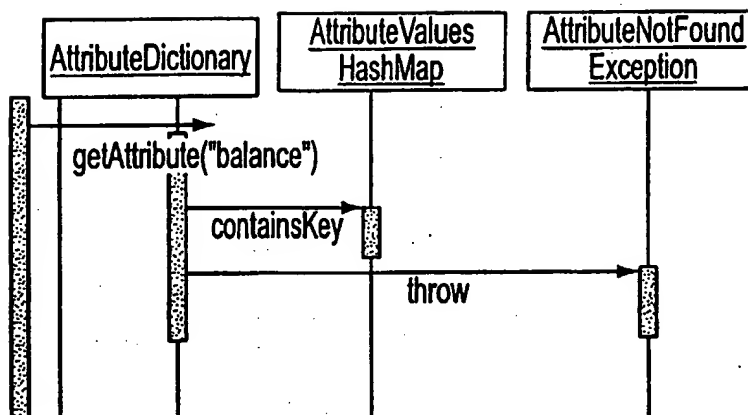 AttributeDictionary
AttributeValues
HashMap
AttributeNotFound
Exception
getAttribute("balance")
containsKey
throw